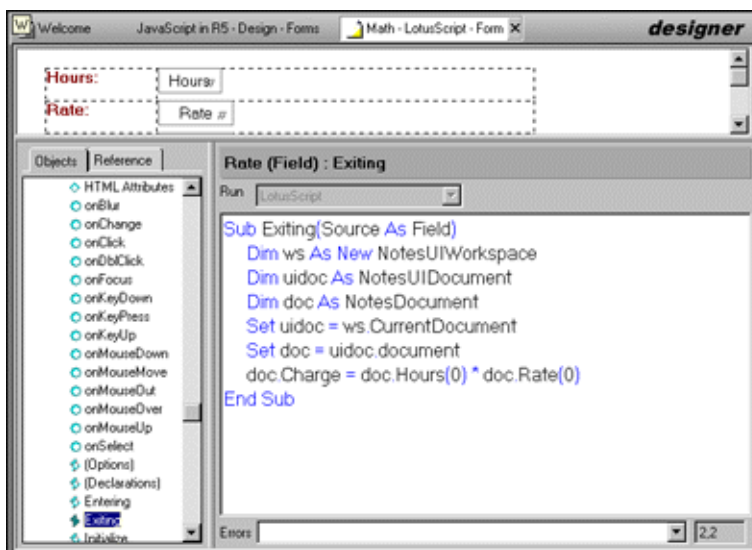 Welcome JavaScript in R5 - Design - Forms Math - LotusScript - Form designer
Hours: Hours
Rate: Rate
Objects Reference
HTML Attributes
onBlur
onChange
onClick
onDblClick
onFocus
onKeyDown
onKeyPress
onKeyUp
onMouseDown
onMouseMove
onMouseOut
onMouseOver
onMouseUp
onSelect
(Options)
(Declarations)
Entering
Exiting
Initialize
Rate (Field) : Exiting
Run LotusScript
Sub Exiting(Source As Field)
Dim ws As New NotesUIWorkspace
Dim uidoc As NotesUIDocument
Dim doc As NotesDocument
Set uidoc = ws.CurrentDocument
Set doc = uidoc.document
doc.Charge = doc.Hours(0) * doc.Rate(0)
End Sub
Errors 2,2